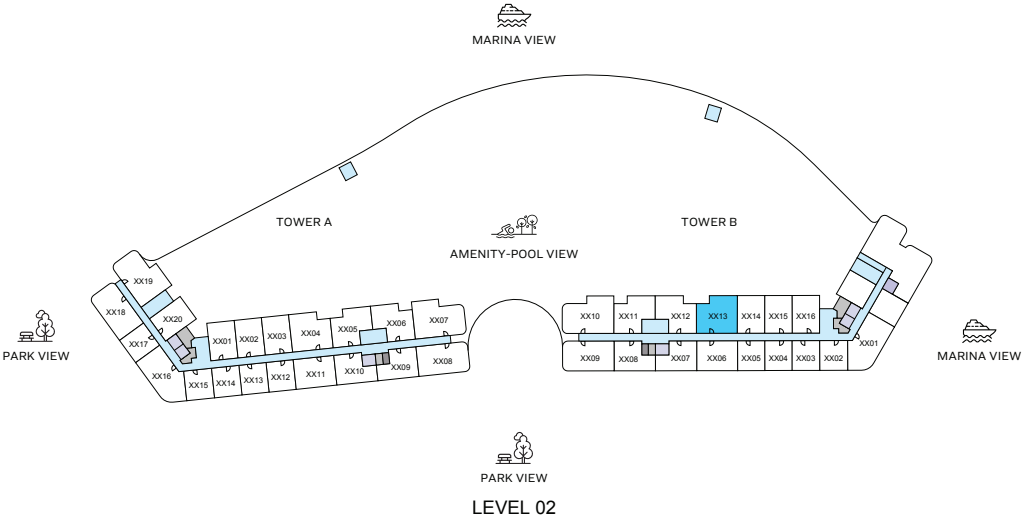 MARINA VIEW
TOWER A
TOWER B
AMENITY-POOL VIEW
XX19
XX18
XX20
XX17
XX16
XX15
XX14
XX13
XX12
XX11
XX10
XX09
XX08
XX01
XX02
XX03
XX04
XX05
XX06
XX07
XX10
XX11
XX12
XX13
XX14
XX15
XX16
XX01
XX09
XX08
XX07
XX06
XX05
XX04
XX03
XX02
PARK VIEW
MARINA VIEW
PARK VIEW
LEVEL 02